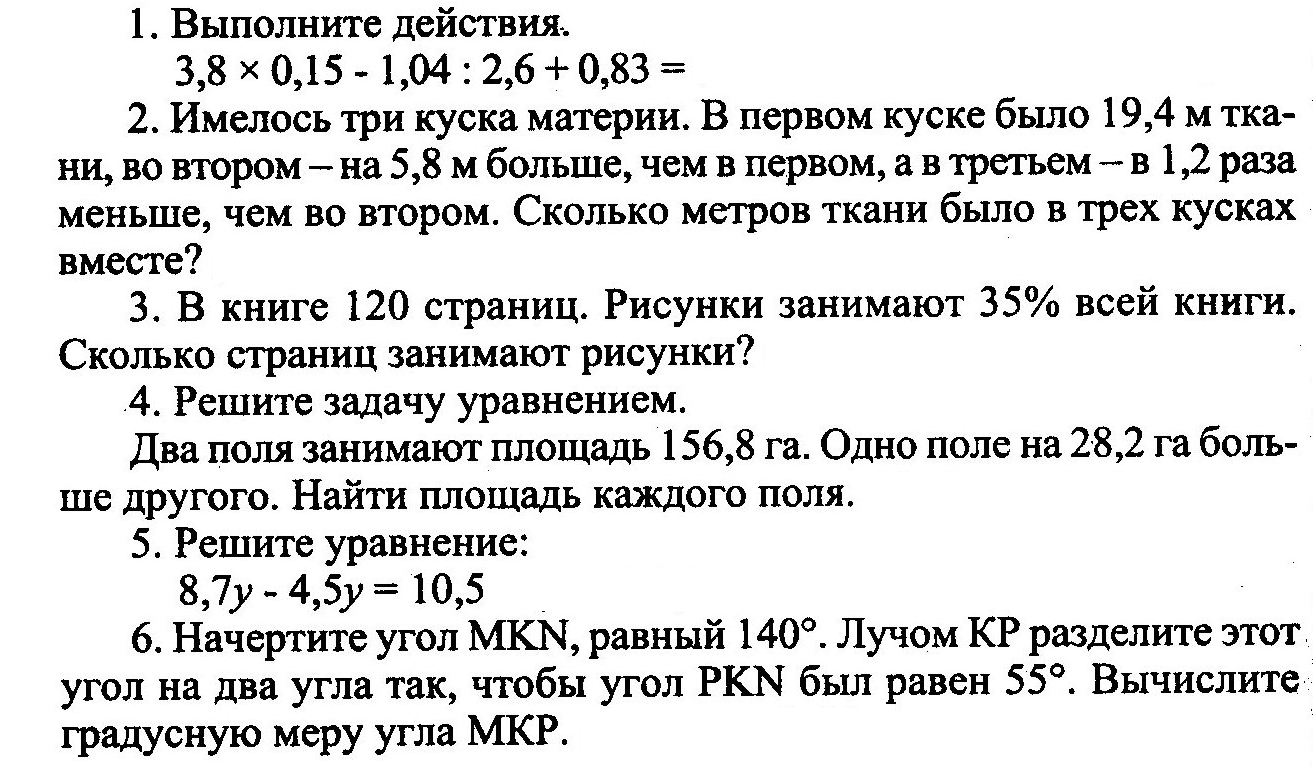 1. Выполните действия.
3,8 × 0,15 - 1,04 : 2,6 + 0,83 =
2. Имелось три куска материи. В первом куске было 19,4 м тка-
ни, во втором – на 5,8 м больше, чем в первом, а в третьем – в 1,2 раза
меньше, чем во втором. Сколько метров ткани было в трех кусках
вместе?
3. В книге 120 страниц. Рисунки занимают 35% всей книги.
Сколько страниц занимают рисунки?
4. Решите задачу уравнением.
Два поля занимают площадь 156,8 га. Одно поле на 28,2 га боль-
ше другого. Найти площадь каждого поля.
5. Решите уравнение:
8,7y - 4,5y = 10,5
6. Начертите угол MKN, равный 140°. Лучом KP разделите этот
угол на два угла так, чтобы угол PKN был равен 55°. Вычислите
градусную меру угла MKP.